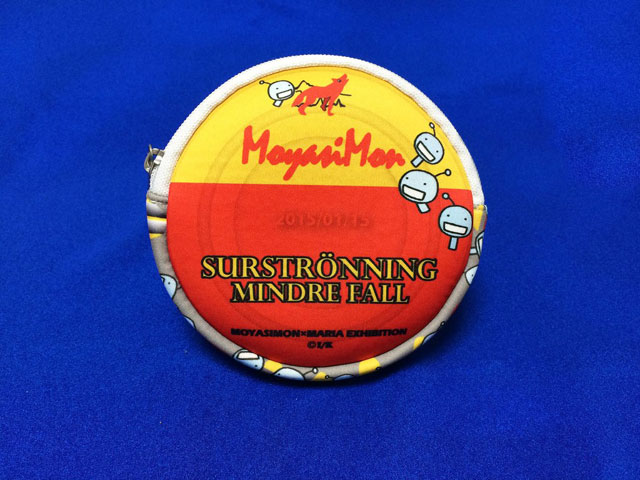 MoyasiMon
2015/01.15
SURSTRÖNNING
MINDRE FALL
MOYASIMON×MARIA EXHIBITION
©I/K